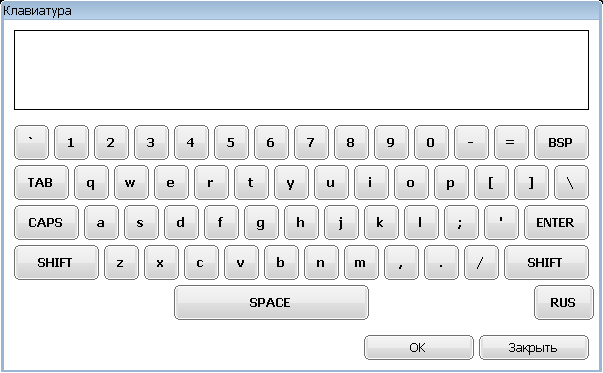 Клавиатура
` 1 2 3 4 5 6 7 8 9 0 - = BSP
TAB q w e r t y u i o p [ ] \
CAPS a s d f g h j k l ; ' ENTER
SHIFT z x c v b n m , . / SHIFT
SPACE RUS
OK Закрыть